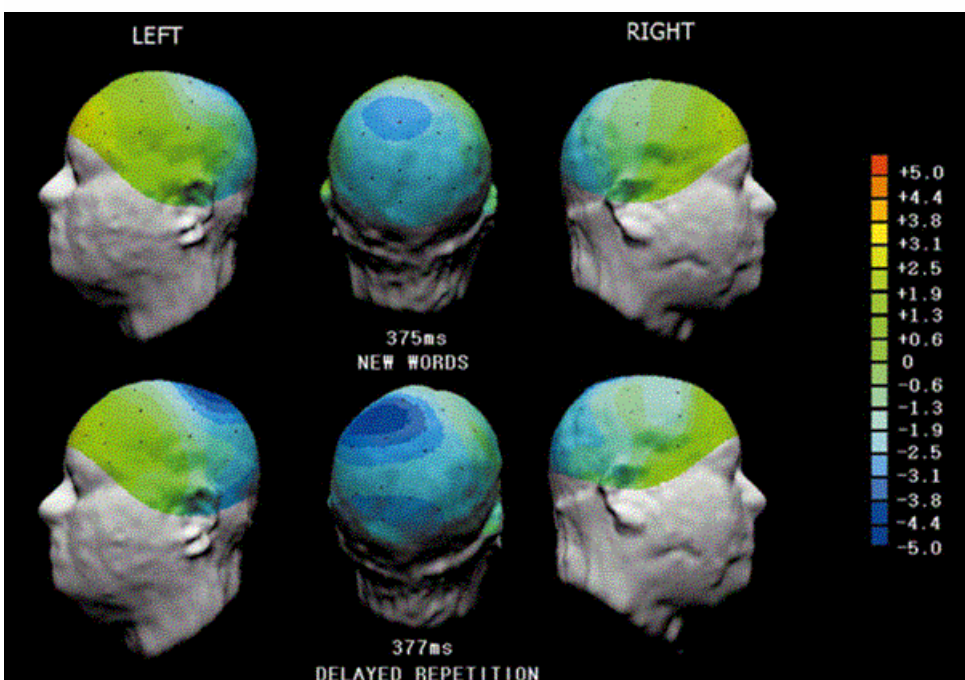 LEFT
RIGHT
375ms
NEW WORDS
+5.0
+4.4
+3.8
+3.1
+2.5
+1.9
+1.3
+0.6
0
-0.6
-1.3
-1.9
-2.5
-3.1
-3.8
-4.4
-5.0
377ms
DELAYED REPETITION